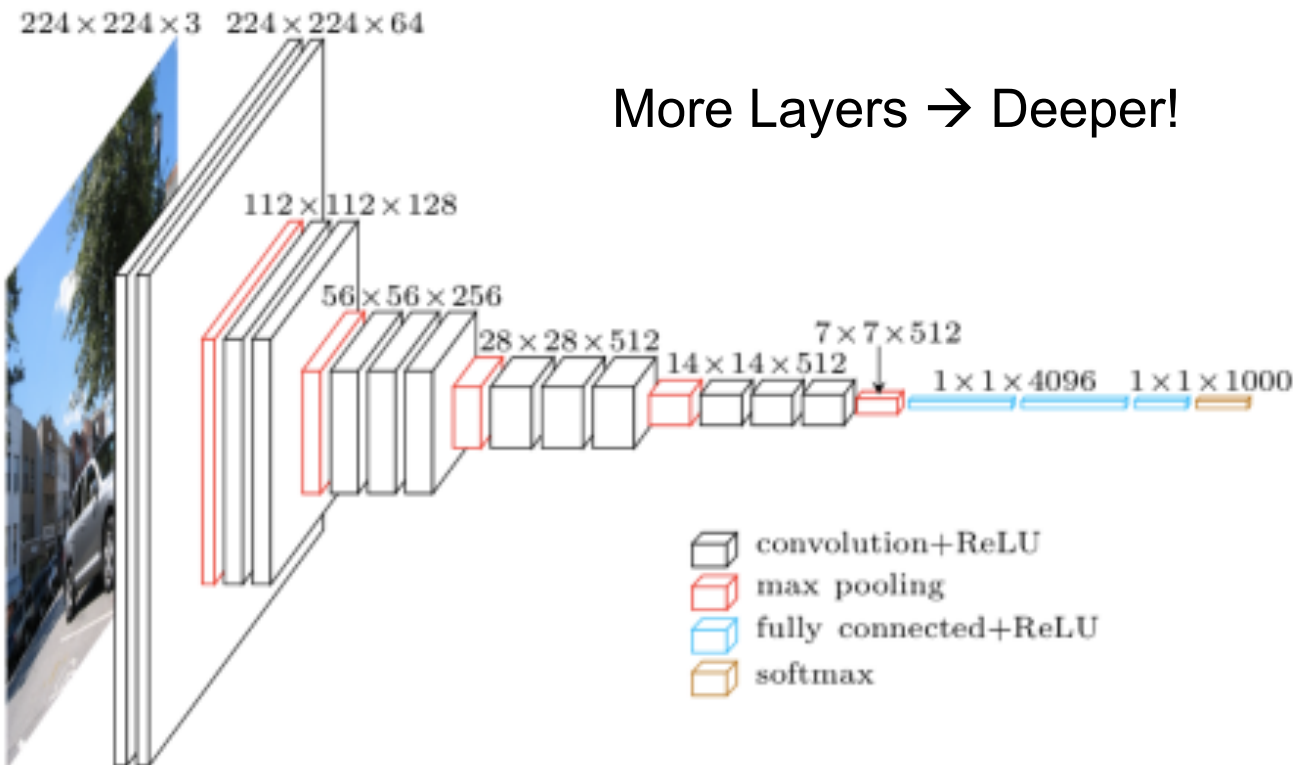 224×224×3
224×224×64
More Layers → Deeper!
112×112×128
56×56×256
28×28×512
14×14×512
7×7×512
1×1×4096
1×1×1000
convolution+ReLU
max pooling
fully connected+ReLU
softmax